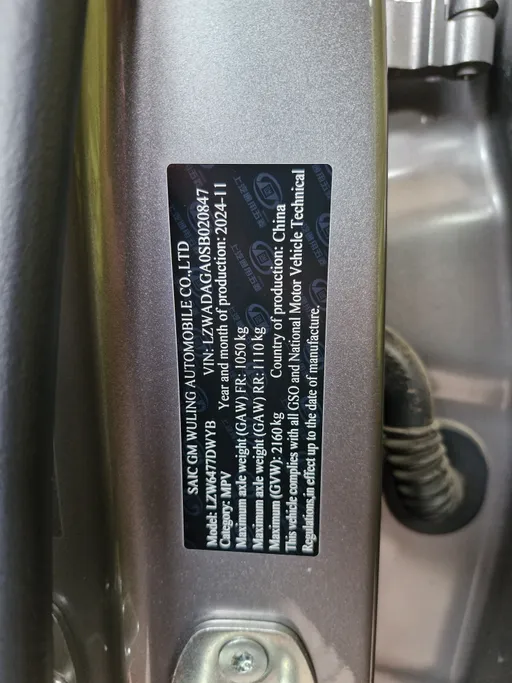 SAIC GM WULING AUTOMOBILE CO.,LTD
Model: LZW6477DWYB VIN: LZWADAGA0SB020847
Category: MPV Year and month of production: 2024-11
Maximum axle weight (GAW) FR: 1050 kg
Maximum axle weight (GAW) RR: 1110 kg
Maximum (GVW): 2160 kg Country of production: China
This vehicle complies with all GSO and National Motor Vehicle Technical
Regulations,in effect up to the date of manufacture.